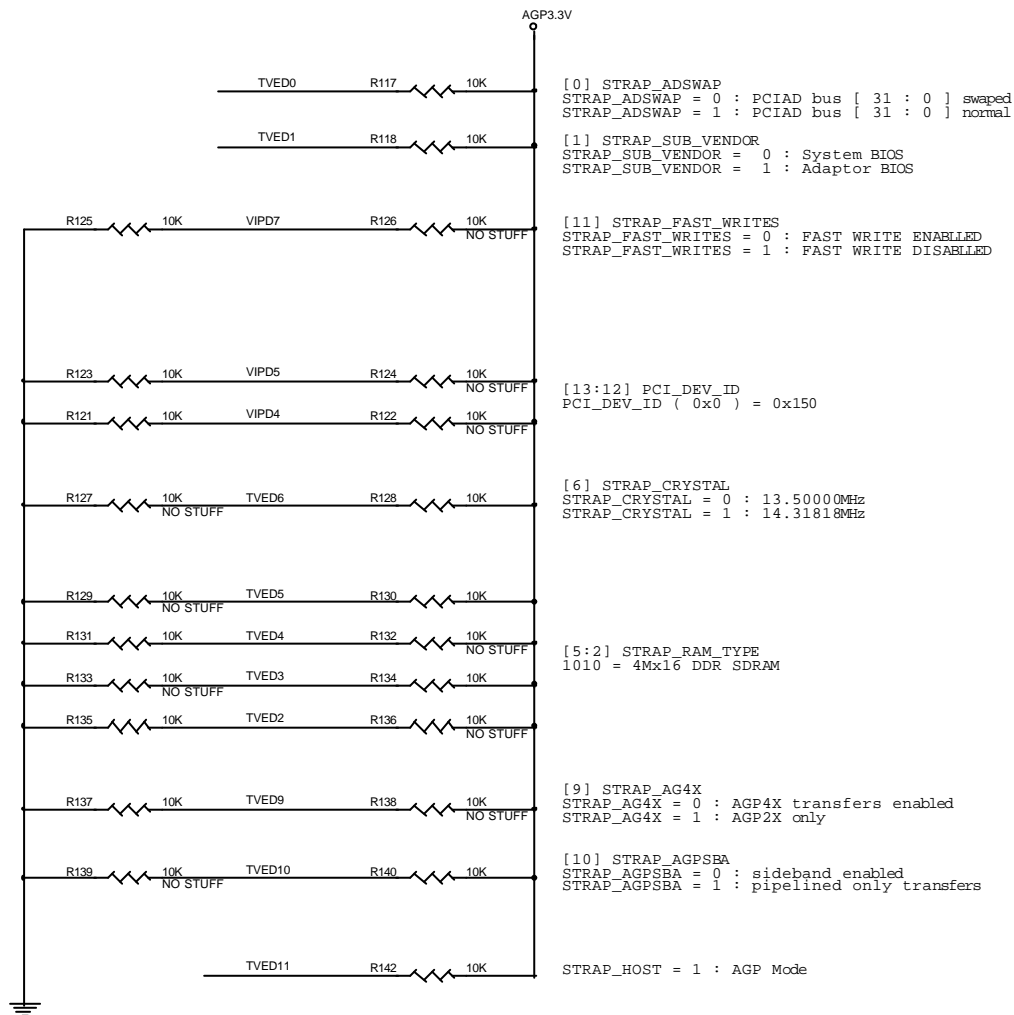 AGP3.3V
TVED0 R117 10K
[0] STRAP_ADSWAP
STRAP_ADSWAP = 0 : PCIAD bus [ 31 : 0 ] swaped
STRAP_ADSWAP = 1 : PCIAD bus [ 31 : 0 ] normal
TVED1 R118 10K
[1] STRAP_SUB_VENDOR
STRAP_SUB_VENDOR = 0 : System BIOS
STRAP_SUB_VENDOR = 1 : Adaptor BIOS
R125 10K VIPD7 R126 10K
NO STUFF
[11] STRAP_FAST_WRITES
STRAP_FAST_WRITES = 0 : FAST WRITE ENABLLED
STRAP_FAST_WRITES = 1 : FAST WRITE DISABLLED
R123 10K VIPD5 R124 10K
NO STUFF
R121 10K VIPD4 R122 10K
NO STUFF
[13:12] PCI_DEV_ID
PCI_DEV_ID ( 0x0 ) = 0x150
R127 10K TVED6 R128 10K
NO STUFF
[6] STRAP_CRYSTAL
STRAP_CRYSTAL = 0 : 13.50000MHz
STRAP_CRYSTAL = 1 : 14.31818MHz
R129 10K TVED5 R130 10K
NO STUFF
R131 10K TVED4 R132 10K
NO STUFF
R133 10K TVED3 R134 10K
NO STUFF
R135 10K TVED2 R136 10K
NO STUFF
[5:2] STRAP_RAM_TYPE
1010 = 4Mx16 DDR SDRAM
R137 10K TVED9 R138 10K
NO STUFF
[9] STRAP_AG4X
STRAP_AG4X = 0 : AGP4X transfers enabled
STRAP_AG4X = 1 : AGP2X only
R139 10K TVED10 R140 10K
NO STUFF
[10] STRAP_AGPSBA
STRAP_AGPSBA = 0 : sideband enabled
STRAP_AGPSBA = 1 : pipelined only transfers
TVED11 R142 10K
STRAP_HOST = 1 : AGP Mode